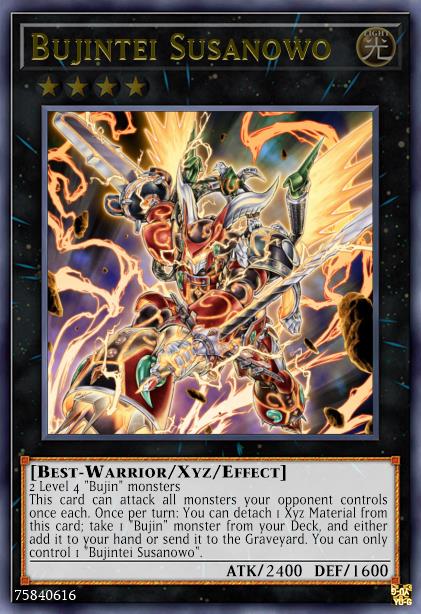 Bujintei Susanowo
LIGHT
光
[Best-Warrior/Xyz/Effect]
2 Level 4 "Bujin" monsters
This card can attack all monsters your opponent controls
once each. Once per turn: You can detach 1 Xyz Material from
this card; take 1 "Bujin" monster from your Deck, and either
add it to your hand or send it to the Graveyard. You can only
control 1 "Bujintei Susanowo".
ATK/2400 DEF/1600
75840616